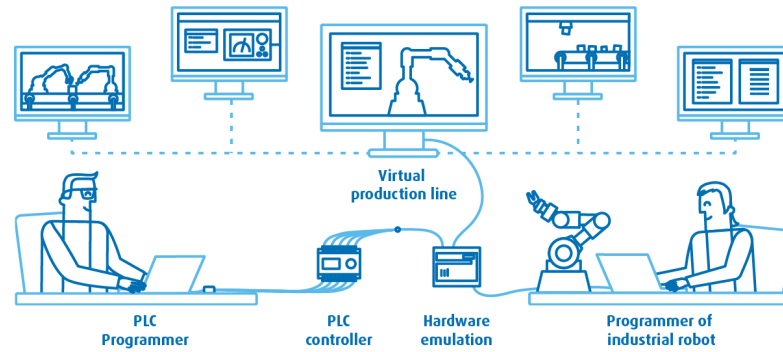 Virtual
production line
PLC
Programmer
PLC
controller
Hardware
emulation
Programmer of
industrial robot